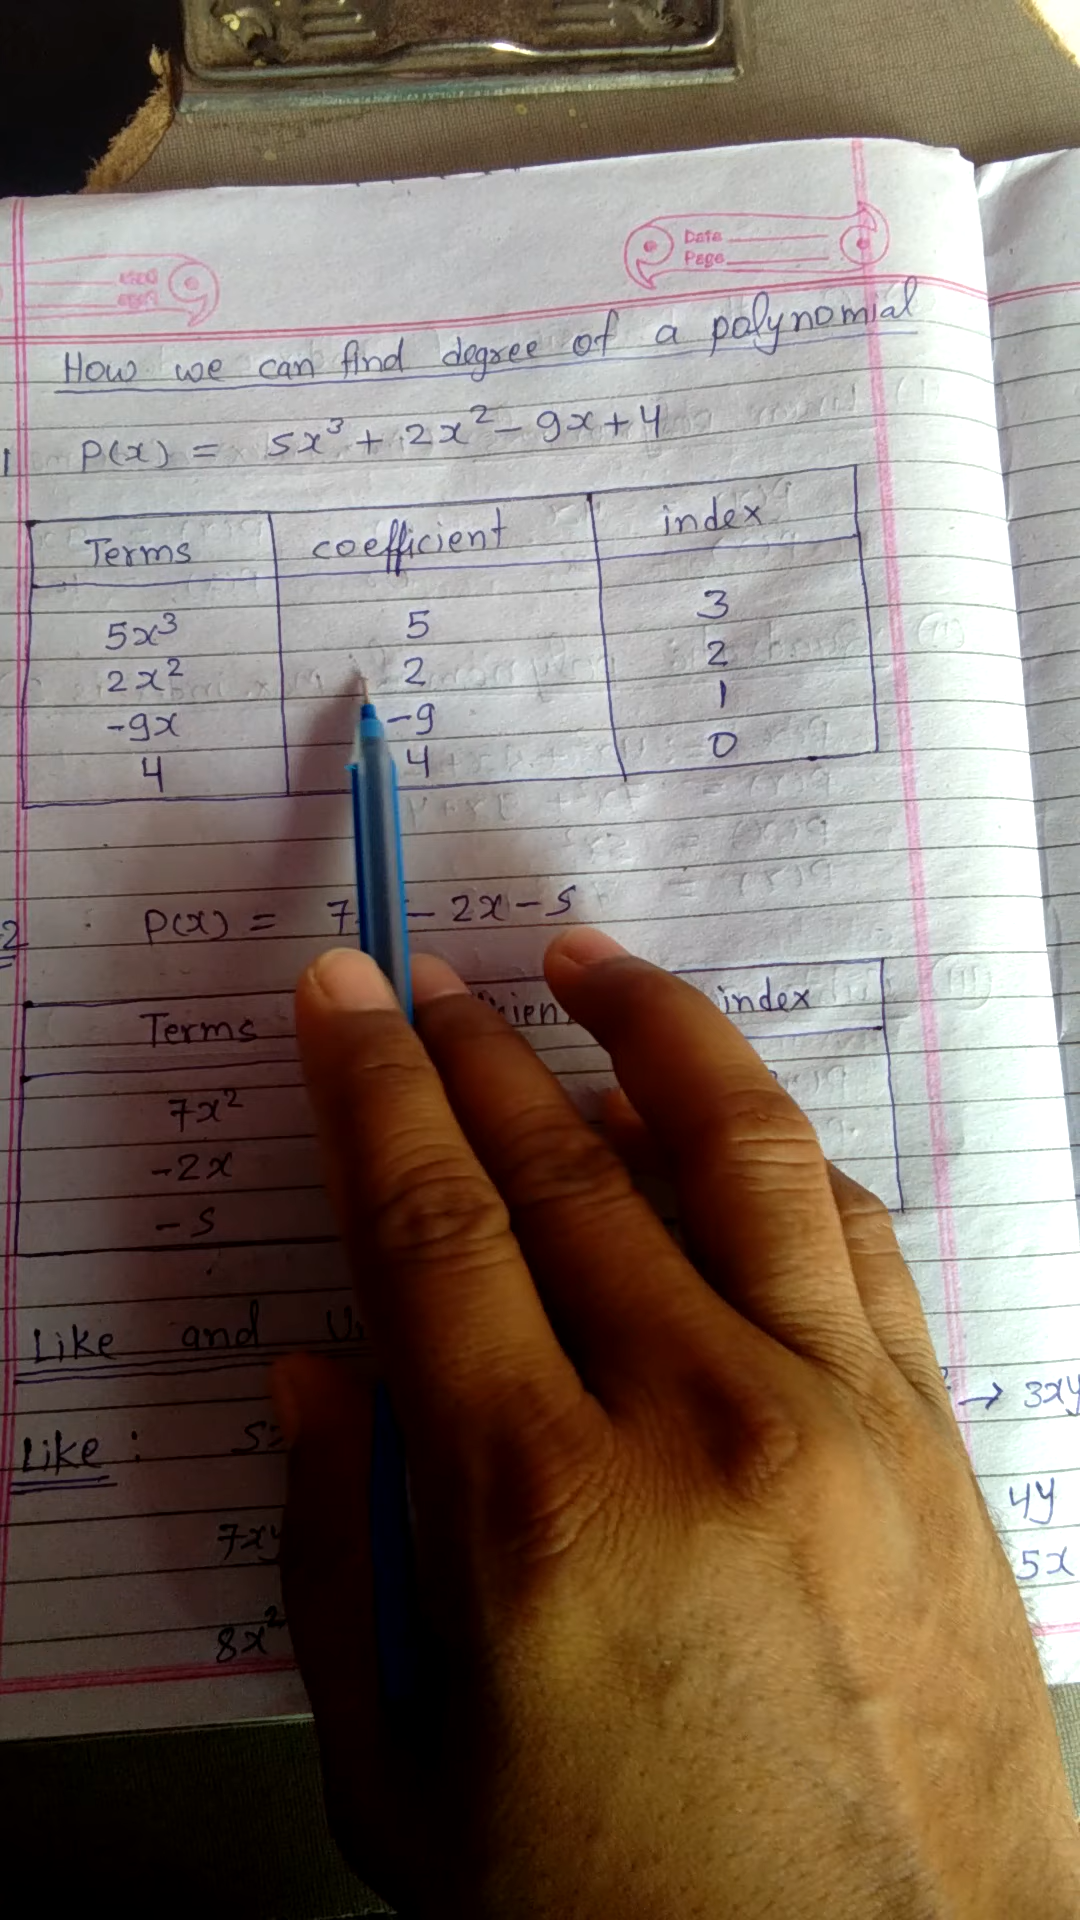 Date
Page
How we can find degree of a polynomial
1 P(x) = 5x³ + 2x² - 9x + 4
Terms coefficient index
5x³ 5 3
2x² 2 2
-9x -9 1
4 4 0
2 P(x) = 7 - 2x - 5
Terms index
7x²
-2x
- 5
Like and
→ 3xy
Like :
4y
7xy
5x
8x²